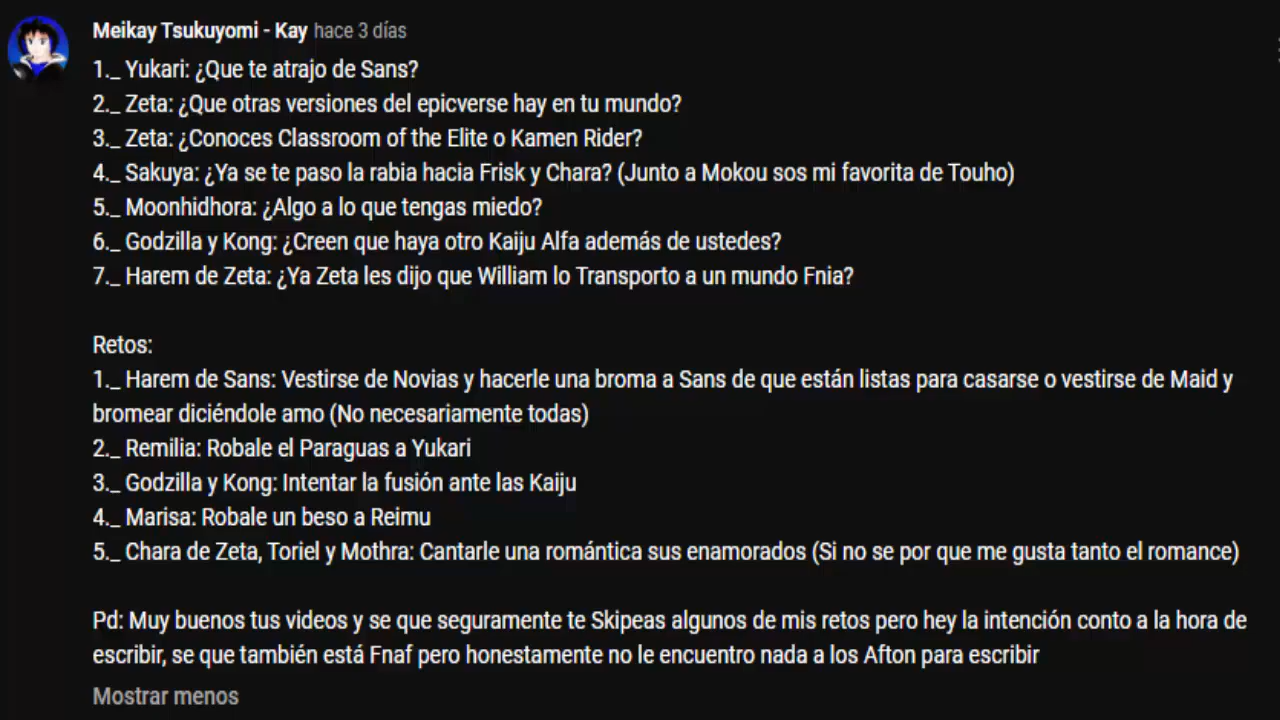 Meikay Tsukuyomi - Kay hace 3 días
1._ Yukari: ¿Que te atrajo de Sans?
2._ Zeta: ¿Que otras versiones del epicverse hay en tu mundo?
3._ Zeta: ¿Conoces Classroom of the Elite o Kamen Rider?
4._ Sakuya: ¿Ya se te paso la rabia hacia Frisk y Chara? (Junto a Mokou sos mi favorita de Touho)
5._ Moonhidhora: ¿Algo a lo que tengas miedo?
6._ Godzilla y Kong: ¿Creen que haya otro Kaiju Alfa además de ustedes?
7._ Harem de Zeta: ¿Ya Zeta les dijo que William lo Transporto a un mundo Fnia?
Retos:
1._ Harem de Sans: Vestirse de Novias y hacerle una broma a Sans de que están listas para casarse o vestirse de Maid y
bromear diciéndole amo (No necesariamente todas)
2._ Remilia: Robale el Paraguas a Yukari
3._ Godzilla y Kong: Intentar la fusión ante las Kaiju
4._ Marisa: Robale un beso a Reimu
5._ Chara de Zeta, Toriel y Mothra: Cantarle una romántica sus enamorados (Si no se por que me gusta tanto el romance)
Pd: Muy buenos tus videos y se que seguramente te Skipeas algunos de mis retos pero hey la intención conto a la hora de
escribir, se que también está Fnaf pero honestamente no le encuentro nada a los Afton para escribir
Mostrar menos